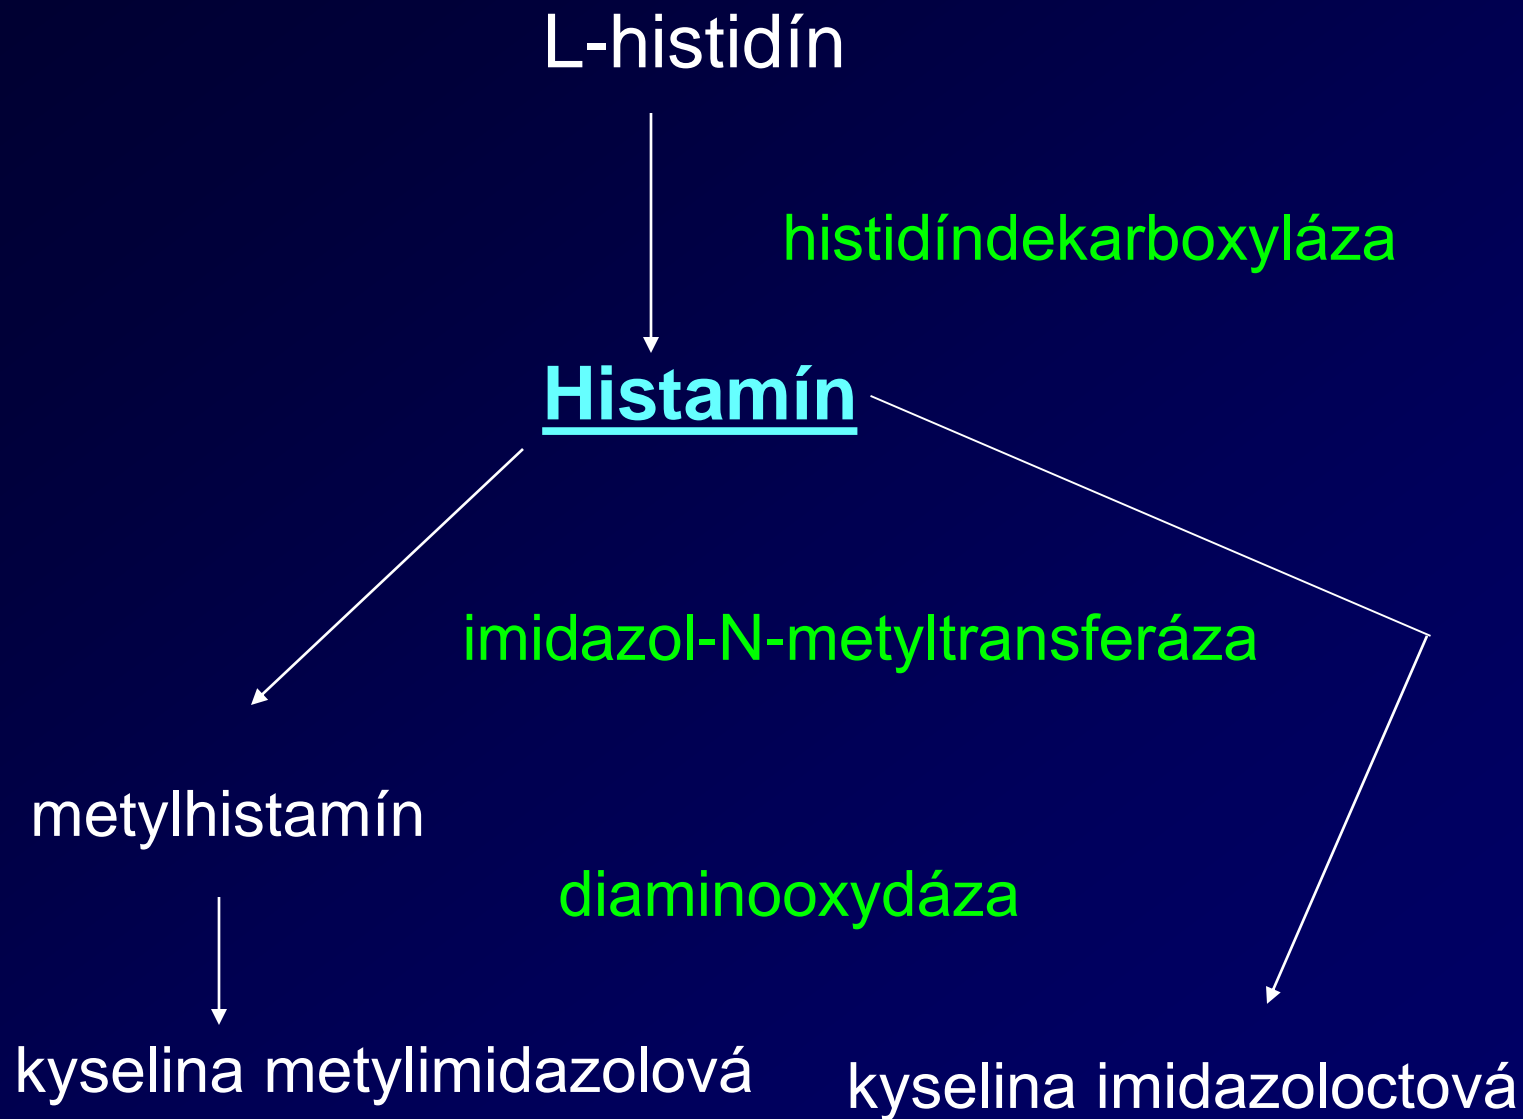 L-histidín
histidíndekarboxyláza
Histamín
imidazol-N-metyltransferáza
metylhistamín
diaminooxydáza
kyselina metylimidazolová
kyselina imidazoloctová